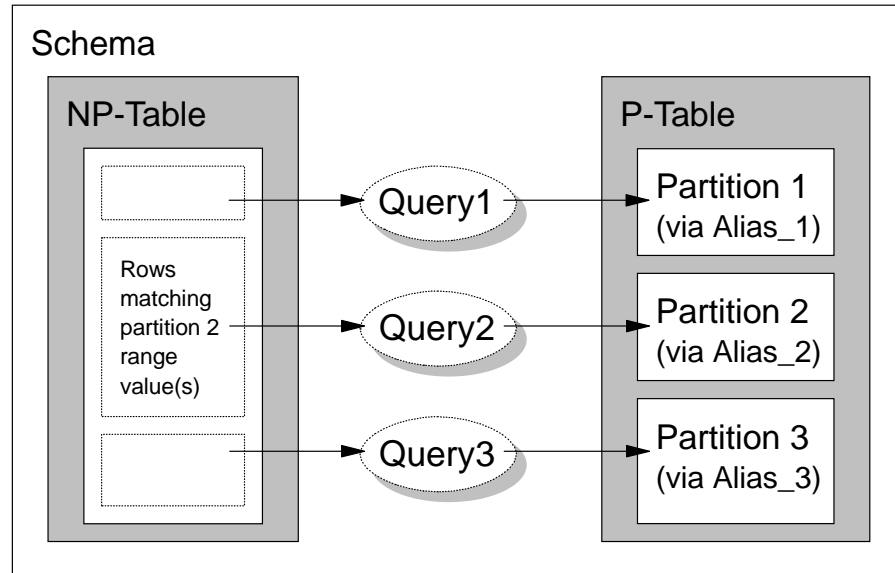 Schema
NP-Table
P-Table
Query1
Partition 1
(via Alias_1)
Rows
matching
partition 2
range
value(s)
Query2
Partition 2
(via Alias_2)
Query3
Partition 3
(via Alias_3)